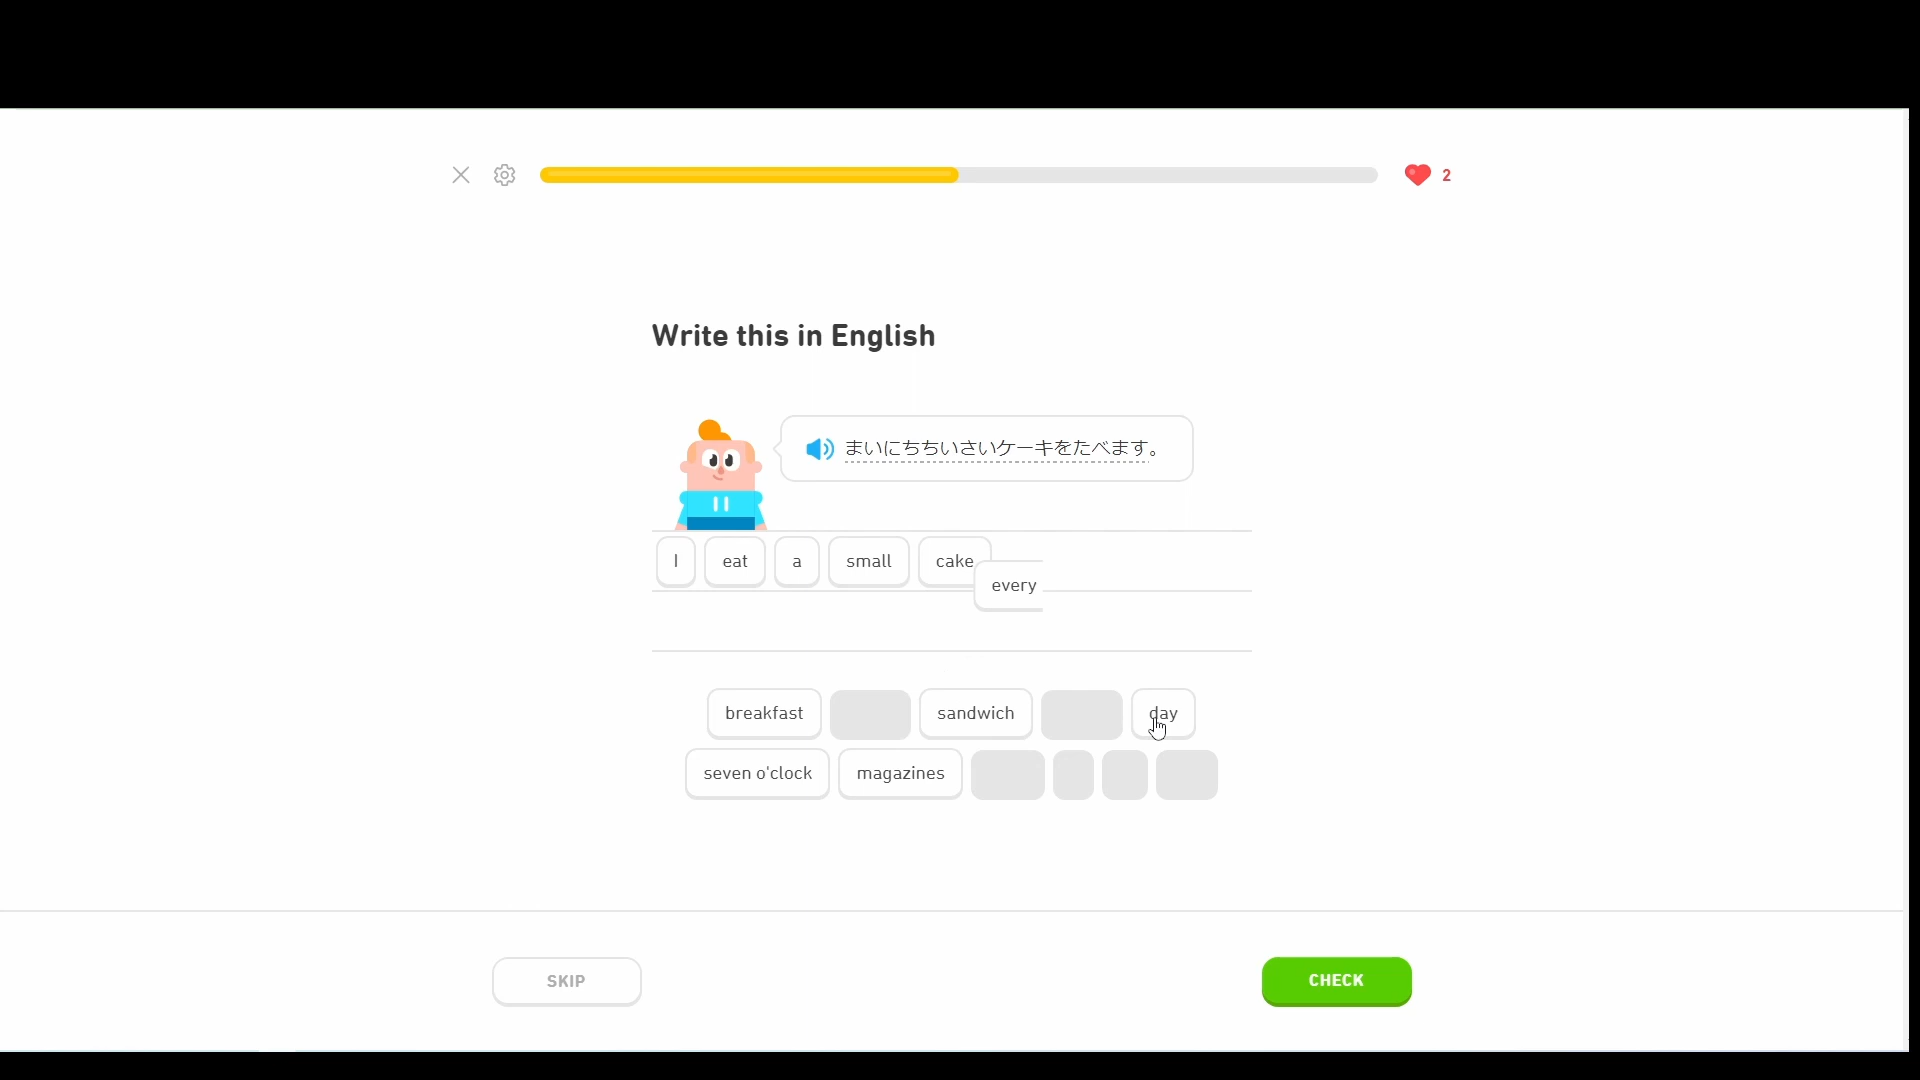 2
Write this in English
まいにちちいさいケーキをたべます。
I eat a small cake every
breakfast sandwich day
seven o'clock magazines
SKIP CHECK